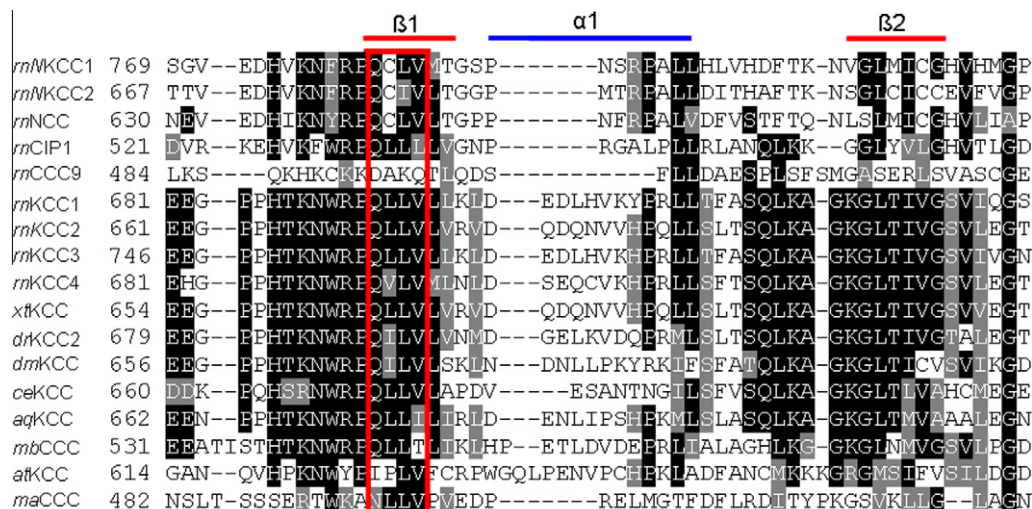 ß1 α1 ß2
rnNKCC1 769 SGV--EDHVKNFRPQCLVMTGSP------NSRPALLHLVHDFTK-NVGLMICGHVHMGP
rnNKCC2 667 TTV--EDHVKNFRPQCIVLTGGP------MTRPALLDITHAFTK-NSGLCICCEVFVGP
rnNCC 630 NEV--EDHIKNYRPQCLVLTGPP------NFRPALVDFVSTFTQ-NLSLMICGHVLIAP
rnCIP1 521 DVR--KEHVKFWRPQLLLLVGNP------RGALPLLRLANQLKK--GGLYVLGHVTLGD
rnCCC9 484 LKS---QKHKCKKDAKQTLQDS----------FLLDAESPLSFSMGASERLSVASCGE
rnKCC1 681 EEG--PPHTKNWRPQLLVLLKLD---EDLHVKYPRLLTFASQLKA-GKGLTIVGSVIQGS
rnKCC2 661 EEG--PPHTKNWRPQLLVLVRVD---QDQNVVHPQLLSLTSQLKA-GKGLTIVGSVLEGT
rnKCC3 746 EEG--PPHTKNWRPQLLVLLKLD---EDLHVKHPRLLTFASQLKA-GKGLTIVGSVIVGN
rnKCC4 681 EHG--PPHTKNWRPQVLVMLNLD---SEQCVKHPRLLSFTSQLKA-GKGLTIVGSVLEGT
xtKCC 654 EEG--PPHTKNWRPQLLVLVRVD---QDQNVVHPQLLSLTSQLKA-GKGLTIVGSVVEGT
drKCC2 679 EEG--PPHTKNWRPQILVLVNMD---GELKVDQPRMLSLTSQLKA-GKGLTIVGTALEGT
dmKCC 656 EEG--PPHTKNWRPQILVLSKLN---DNLLPKYRKIFSFATQLKA-GKGLTICVSVIKGD
ceKCC 660 DDK--PQHSRNWRPQLLVLAPDV----ESANTNGILSFVSQLKA-GKGLTLVAHCMEGE
aqKCC 662 EEN--PPHTKNWRPQLLILIRLD---ENLIPSHPKMLSLASQLKA-GKGLTMVAAALEGN
mbCCC 531 EEATISTHTKNWRPQLLTLIKLHP--ETLDVDEPRLIALAGHLKG-GKGLNMVGSVLPGD
atKCC 614 GAN--QVHPKNWYPIPLVFCRPWGQLPENVPCHPKLADFANCMKKKGRGMSIFVSILDGD
maCCC 482 NSLT-SSSERTWKANLLVPVEDP-----RELMGTFDFLRDITYPKGSVKLLG--LAGN